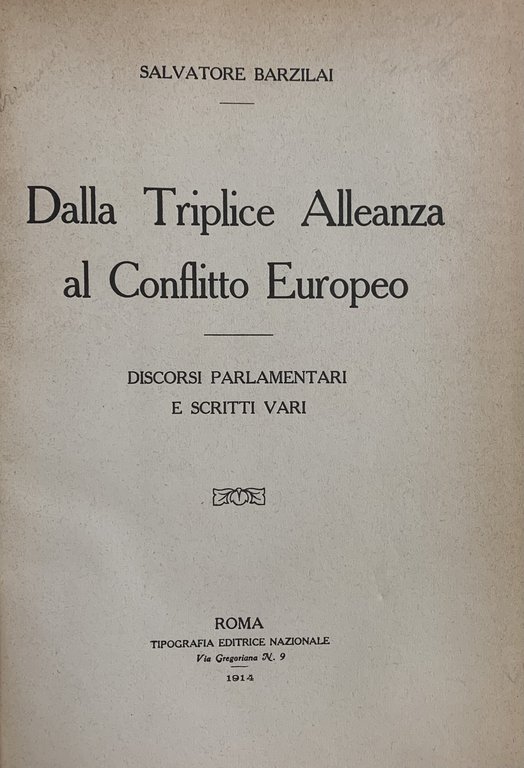 SALVATORE BARZILAI
Dalla Triplice Alleanza
al Conflitto Europeo
DISCORSI PARLAMENTARI
E SCRITTI VARI
ROMA
TIPOGRAFIA EDITRICE NAZIONALE
Via Gregoriana N. 9
1914